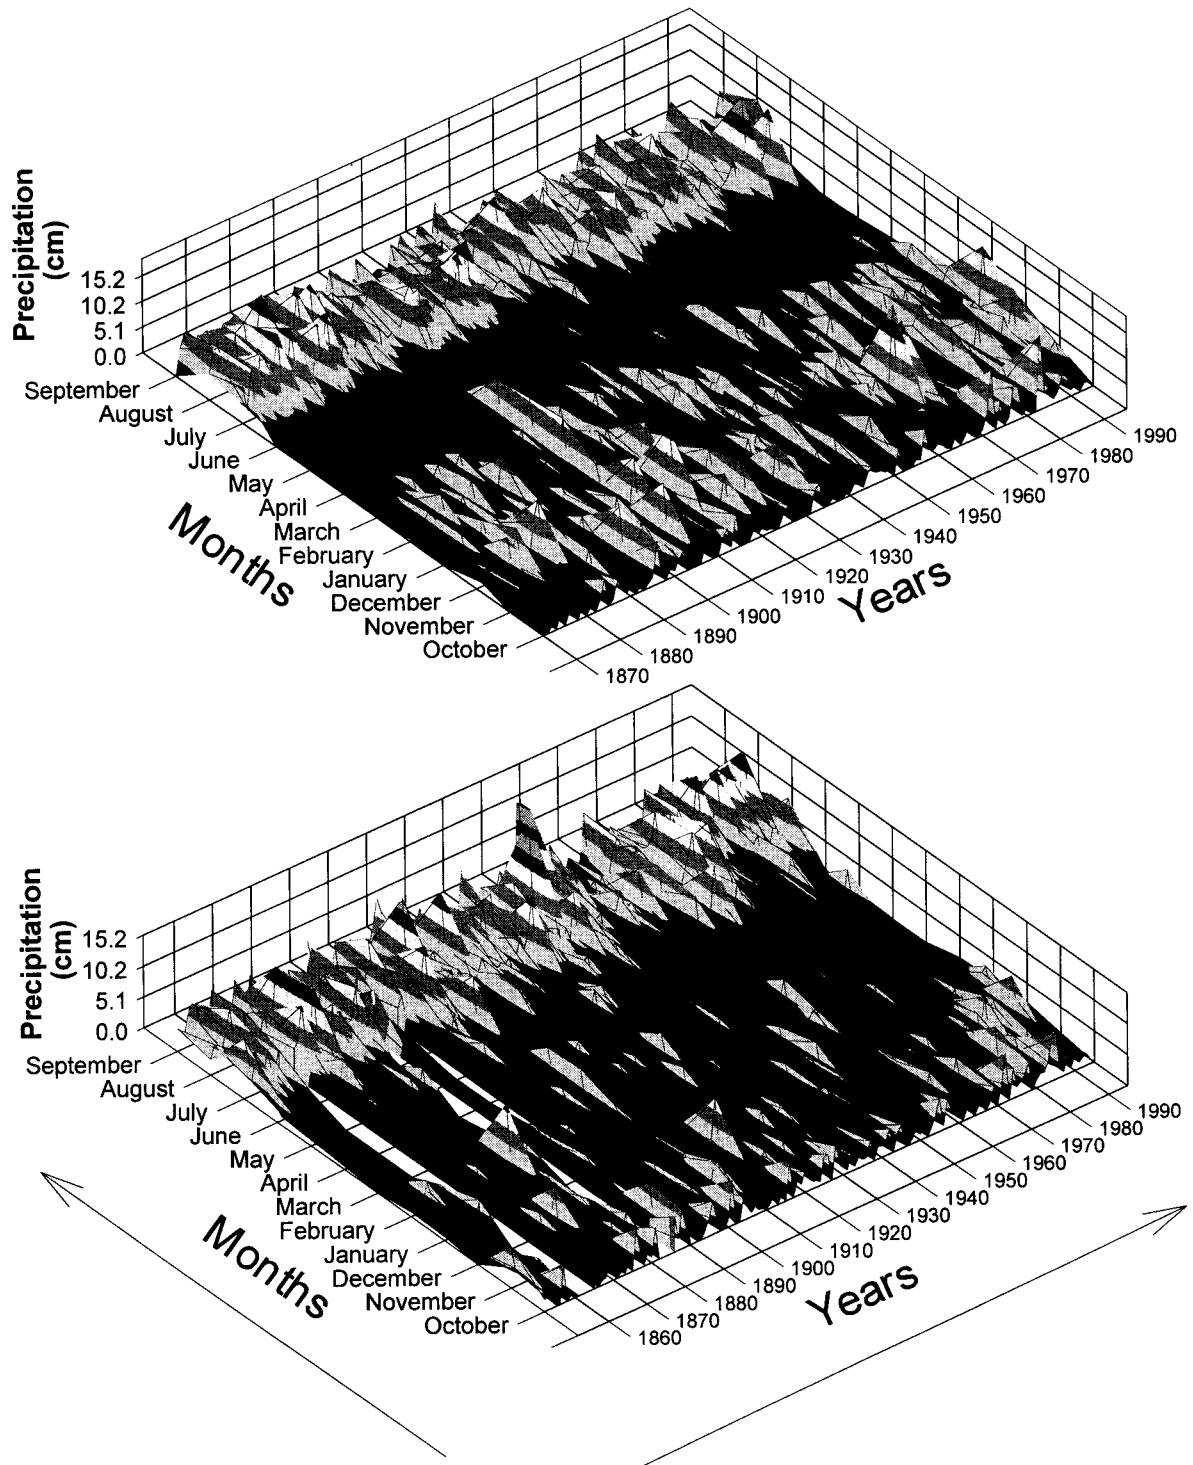 Precipitation
(cm)
15.2
10.2
5.1
0.0
September
August
July
June
May
April
March
February
January
December
November
October
Months
1870
1880
1890
1900
1910
1920
1930
1940
1950
1960
1970
1980
1990
Years
Precipitation
(cm)
15.2
10.2
5.1
0.0
September
August
July
June
May
April
March
February
January
December
November
October
Months
1860
1870
1880
1890
1900
1910
1920
1930
1940
1950
1960
1970
1980
1990
Years